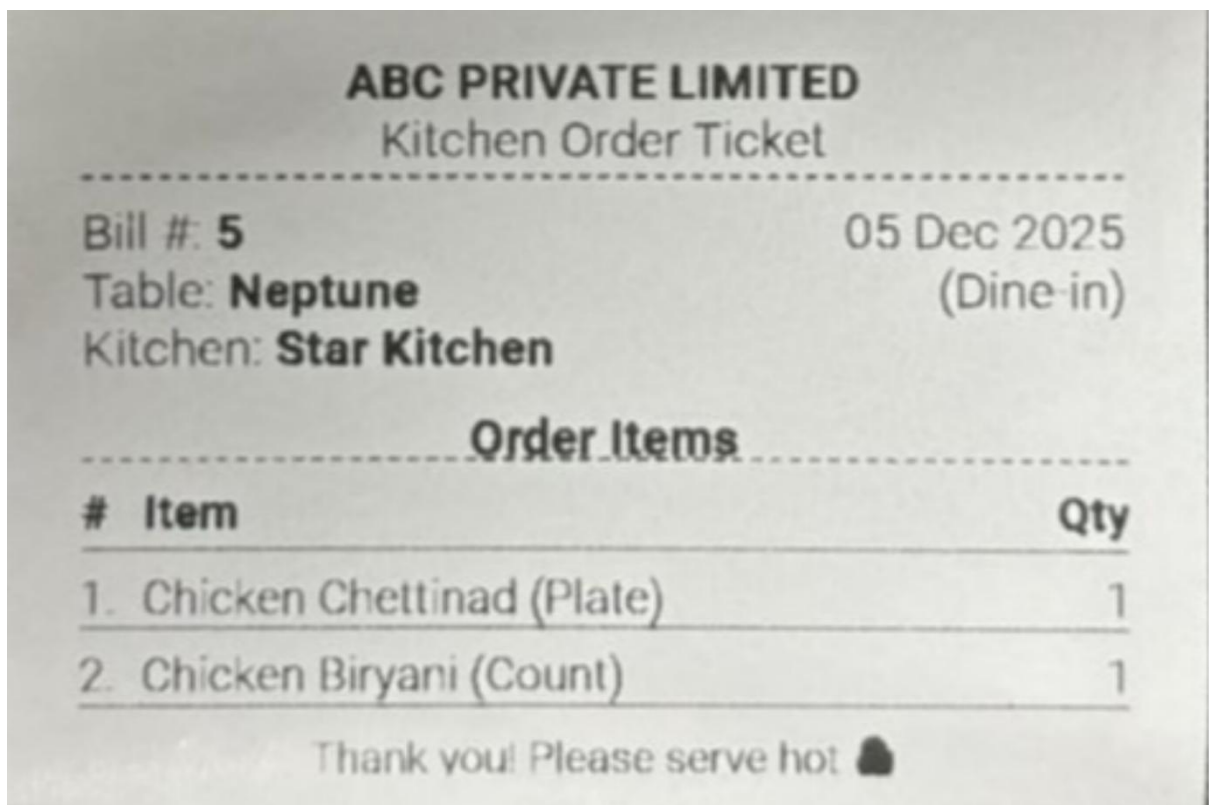 ABC PRIVATE LIMITED
Kitchen Order Ticket
Bill #: 5 05 Dec 2025
Table: Neptune (Dine-in)
Kitchen: Star Kitchen
Order Items
# Item Qty
1. Chicken Chettinad (Plate) 1
2. Chicken Biryani (Count) 1
Thank you! Please serve hot